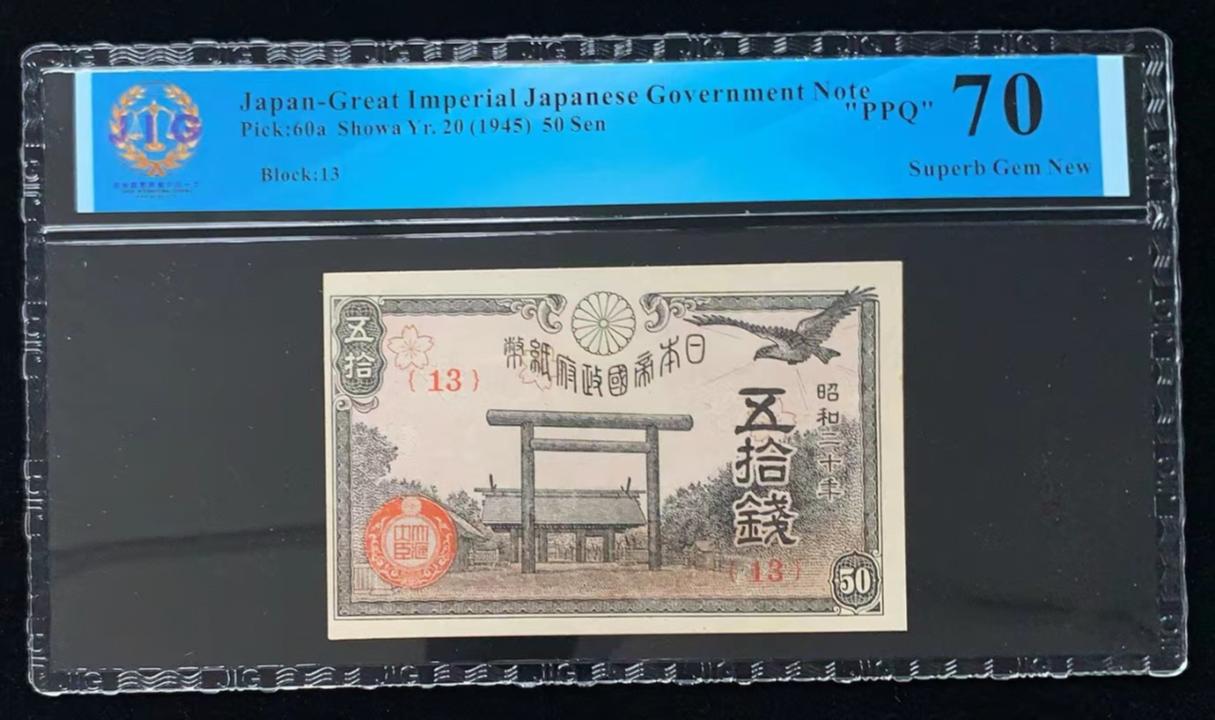 Japan-Great Imperial Japanese Government Note
"PPQ"
70
Pick:60a Showa Yr. 20 (1945) 50 Sen
Block:13
Superb Gem New
JIG
五拾
日本帝國政府紙幣
{13}
昭和二十年
五拾錢
{13}
50